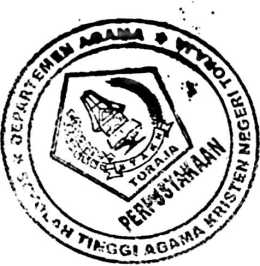 ★ DEPARTEMEN AGAMA ★
SEKOLAH TINGGI AGAMA KRISTEN NEGERI TORAJA
TORAJA
PERPUSTAKAAN